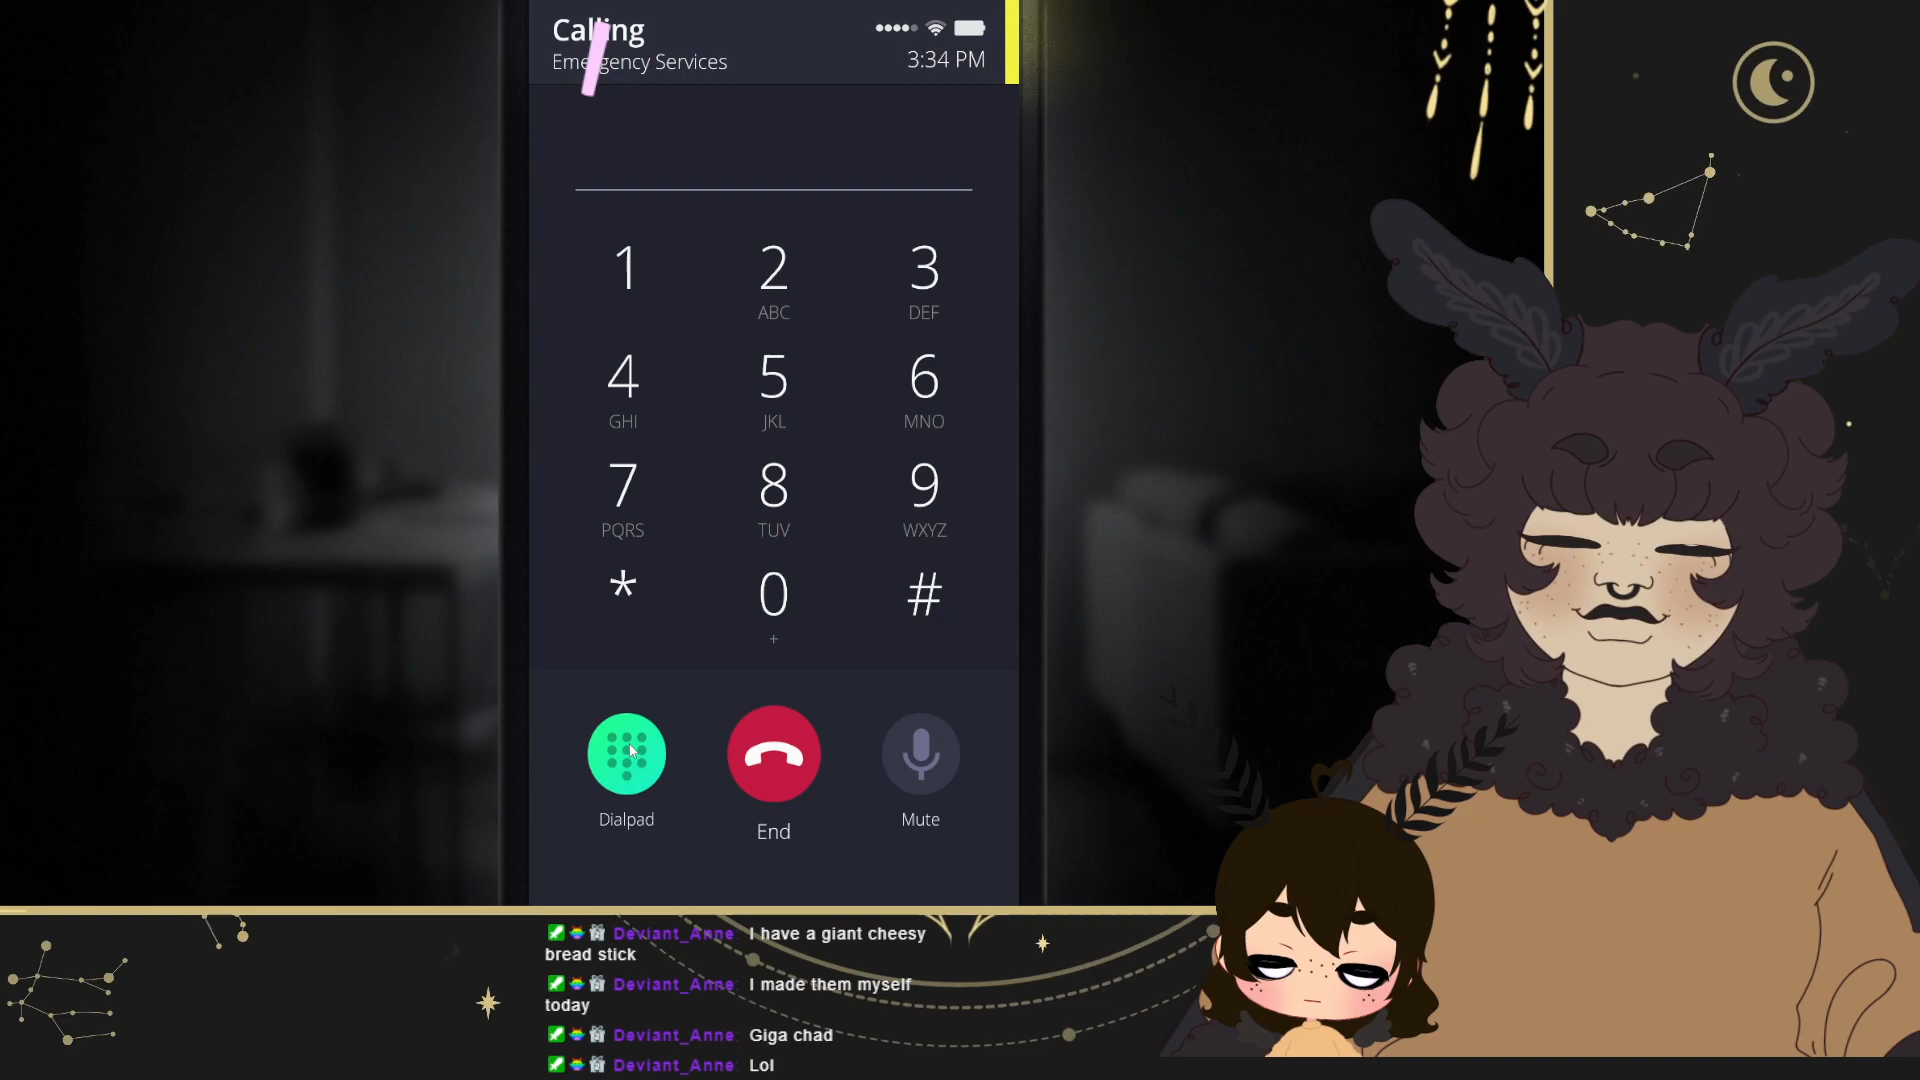 Calling
Emergency Services
3:34 PM
1
2
3
ABC
DEF
4
5
6
GHI
JKL
MNO
7
8
9
PQRS
TUV
WXYZ
*
0
#
+
Dialpad
End
Mute
Deviant_Anne: I have a giant cheesy
bread stick
Deviant_Anne: I made them myself
today
Deviant_Anne: Giga chad
Deviant_Anne: Lol